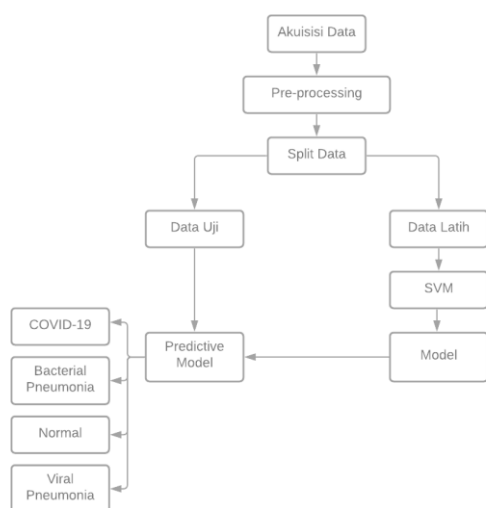 Akuisisi Data
Pre-processing
Split Data
Data Uji
Data Latih
SVM
COVID-19
Predictive
Model
Model
Bacterial
Pneumonia
Normal
Viral
Pneumonia